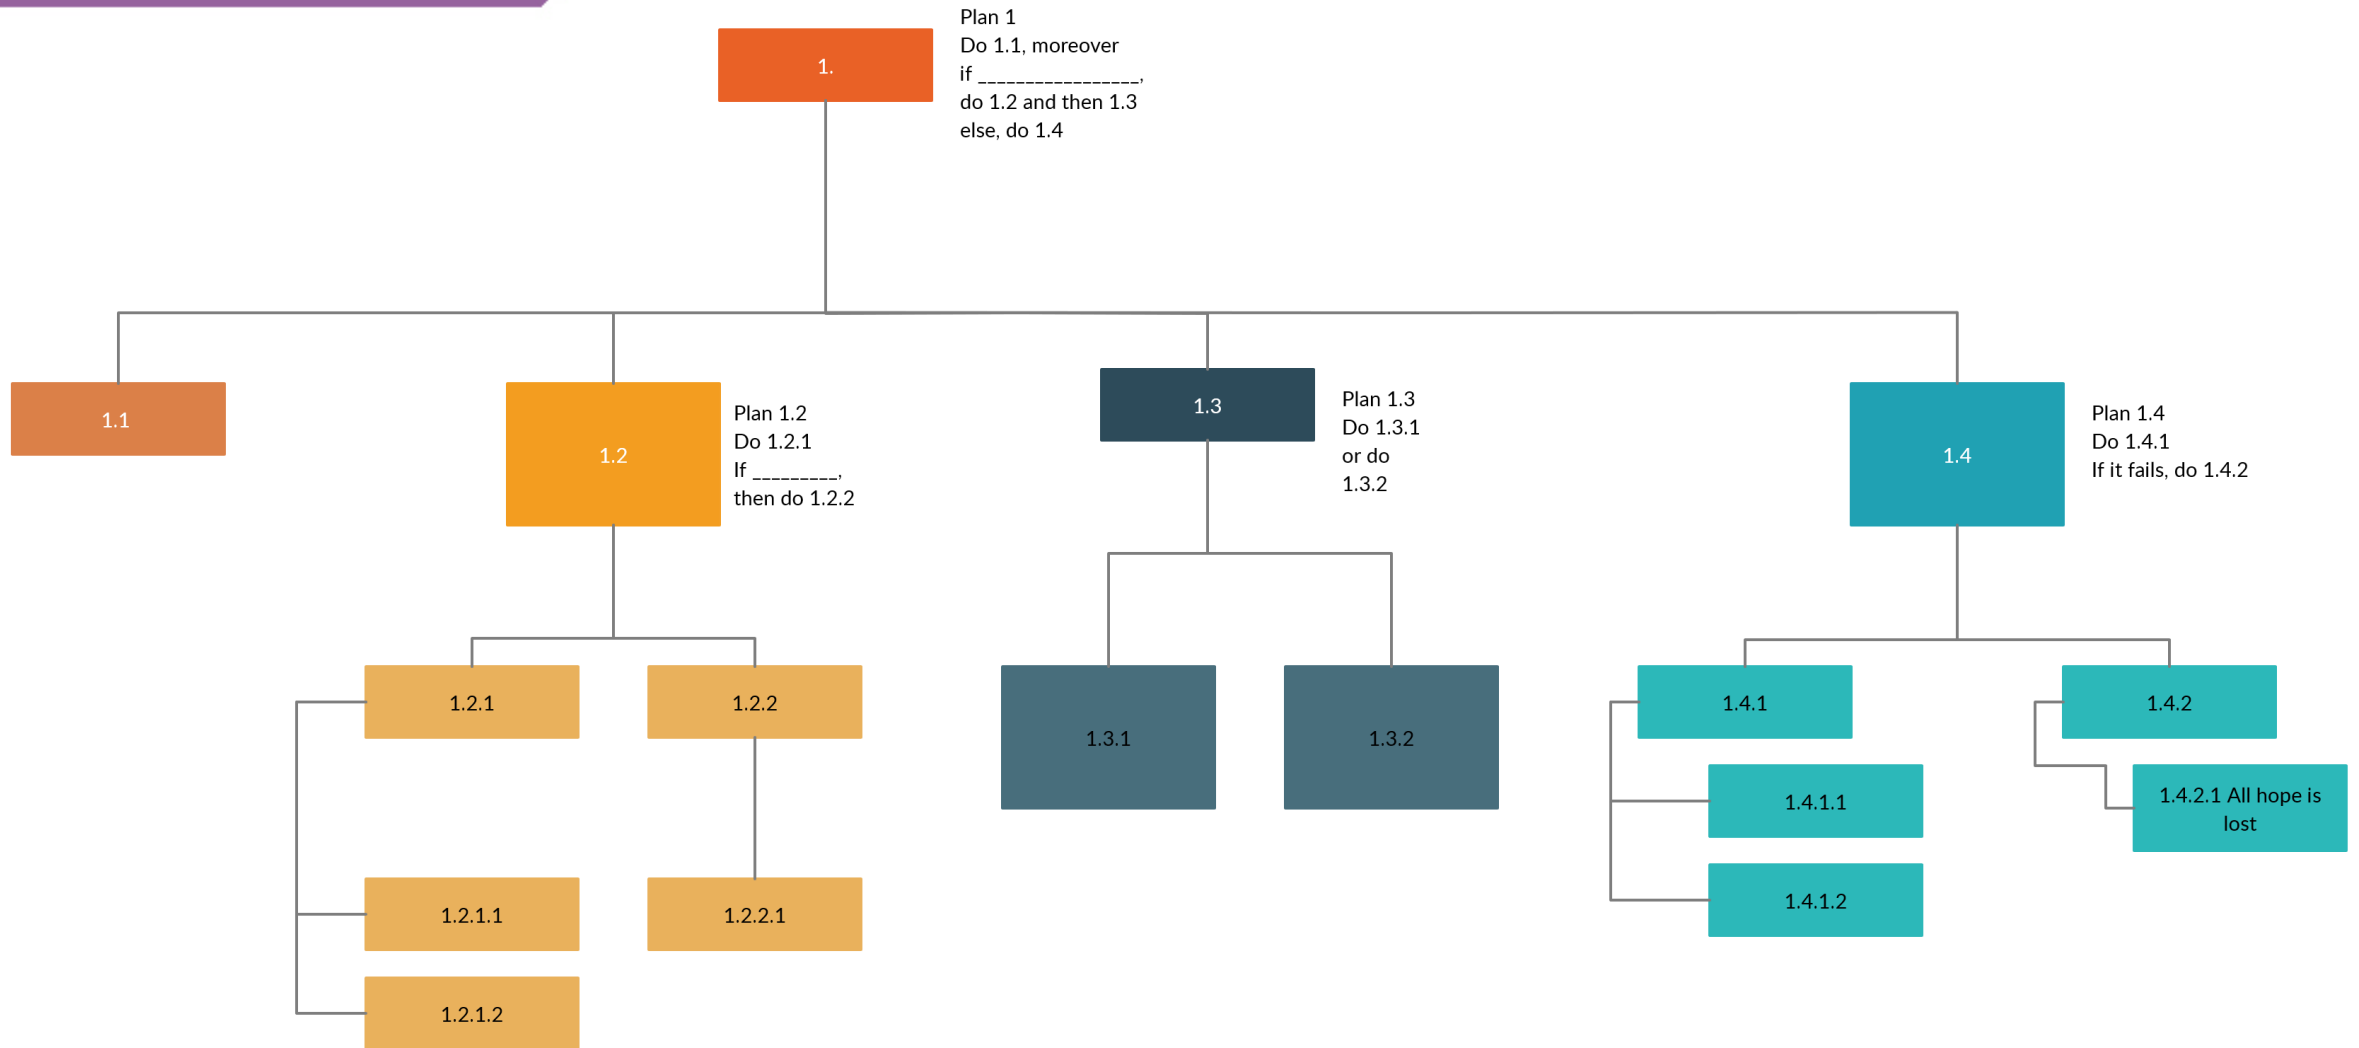 Plan 1
Do 1.1, moreover
if _________________,
do 1.2 and then 1.3
else, do 1.4
1.
1.1
1.2
Plan 1.2
Do 1.2.1
If _________,
then do 1.2.2
1.3
Plan 1.3
Do 1.3.1
or do
1.3.2
1.4
Plan 1.4
Do 1.4.1
If it fails, do 1.4.2
1.2.1
1.2.2
1.3.1
1.3.2
1.4.1
1.4.2
1.4.1.1
1.4.2.1 All hope is
lost
1.4.1.2
1.2.1.1
1.2.2.1
1.2.1.2